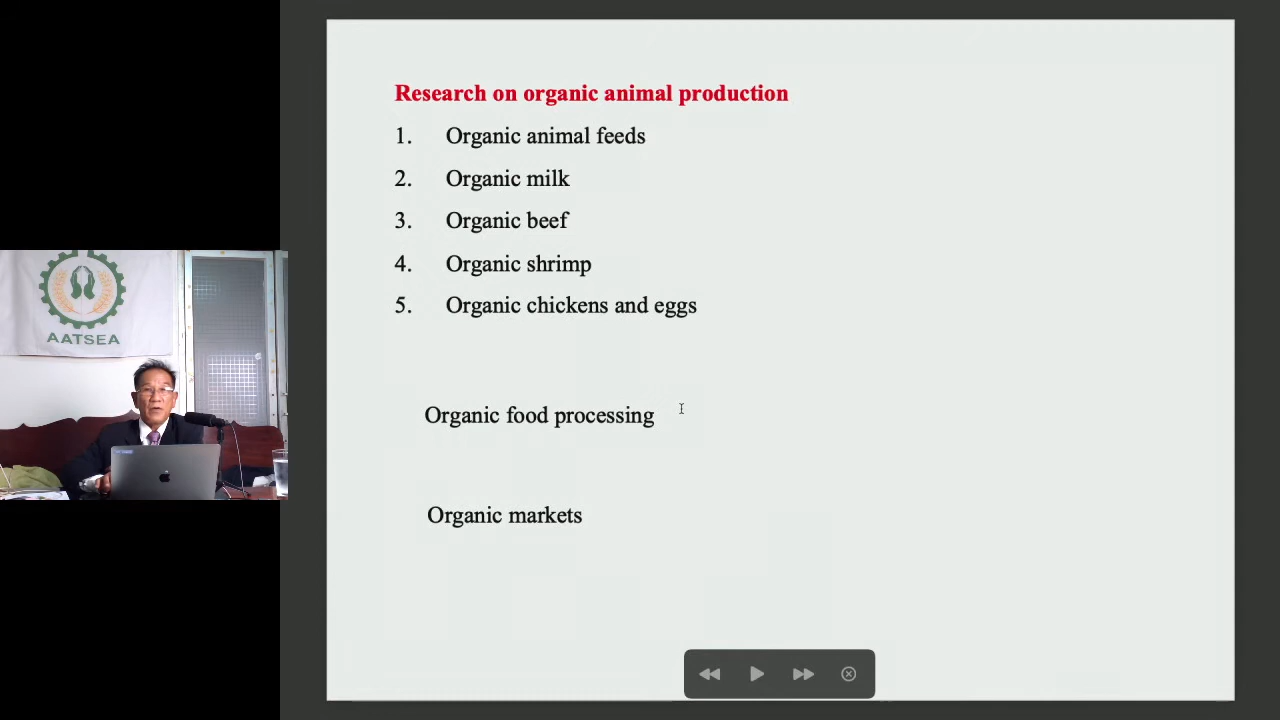 Research on organic animal production
1. Organic animal feeds
2. Organic milk
3. Organic beef
4. Organic shrimp
5. Organic chickens and eggs
Organic food processing
Organic markets
AATSEA